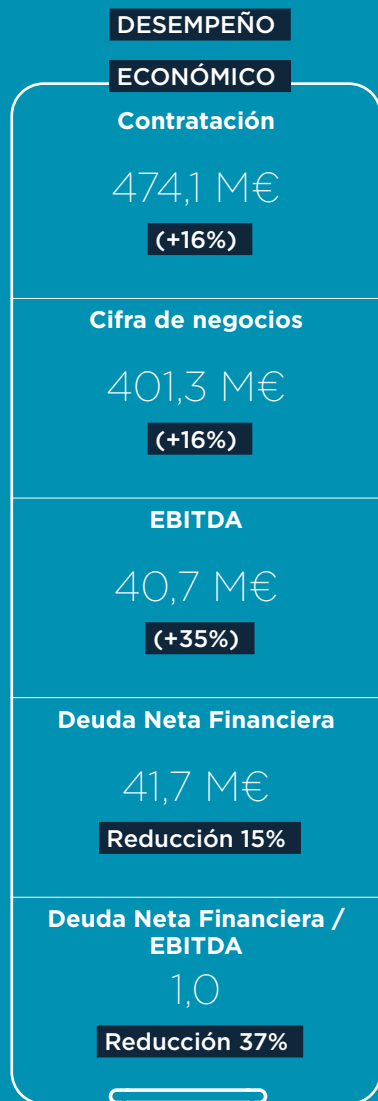 DESEMPEÑO
ECONÓMICO
Contratación
474,1 M€
(+16%)
Cifra de negocios
401,3 M€
(+16%)
EBITDA
40,7 M€
(+35%)
Deuda Neta Financiera
41,7 M€
Reducción 15%
Deuda Neta Financiera /
EBITDA
1,0
Reducción 37%